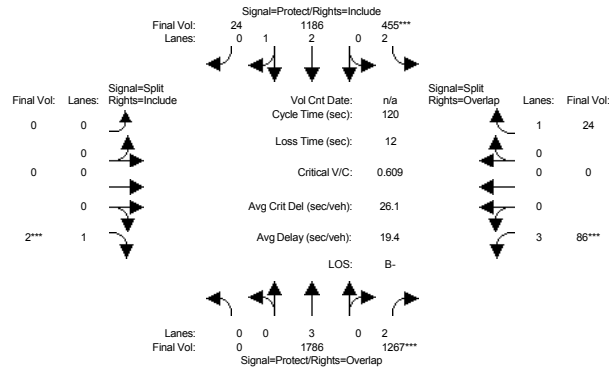 Signal=Protect/Rights=Include
Final Vol: 24 1186 455***
Lanes: 0 1 2 0 2
Signal=Split
Rights=Include
Final Vol: Lanes:
Vol Cnt Date: n/a
Signal=Split
Rights=Overlap
Lanes: Final Vol:
Cycle Time (sec): 120
0 0
1 24
Loss Time (sec): 12
0
0
0 0
Critical V/C: 0.609
0 0
0
Avg Crit Del (sec/veh): 26.1
0
2*** 1
Avg Delay (sec/veh): 19.4
3 86***
LOS: B-
Lanes: 0 0 3 0 2
Final Vol: 0 1786 1267***
Signal=Protect/Rights=Overlap